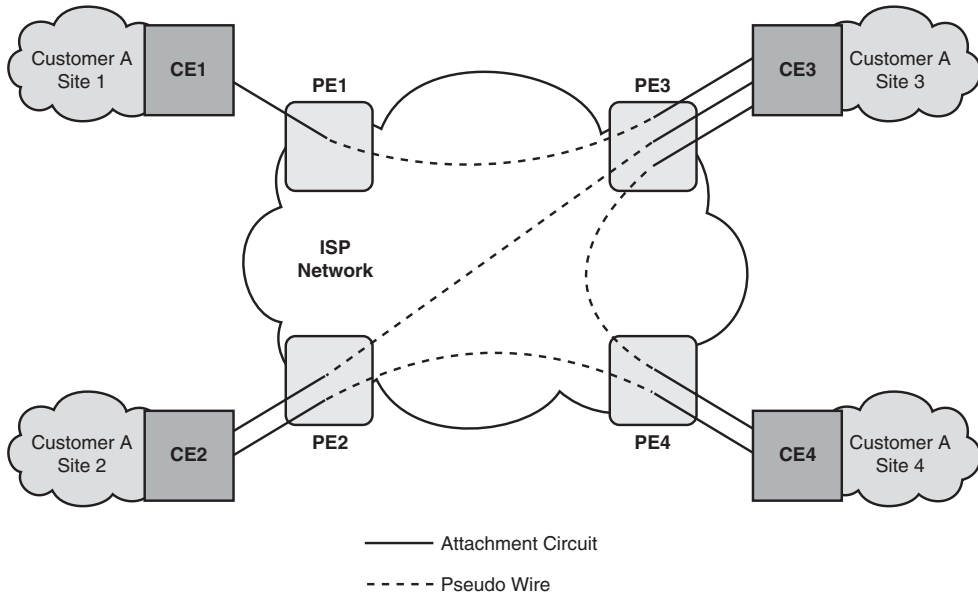 Customer A
Site 1
CE1
PE1
PE3
CE3
Customer A
Site 3
ISP
Network
Customer A
Site 2
CE2
PE2
PE4
CE4
Customer A
Site 4
Attachment Circuit
Pseudo Wire